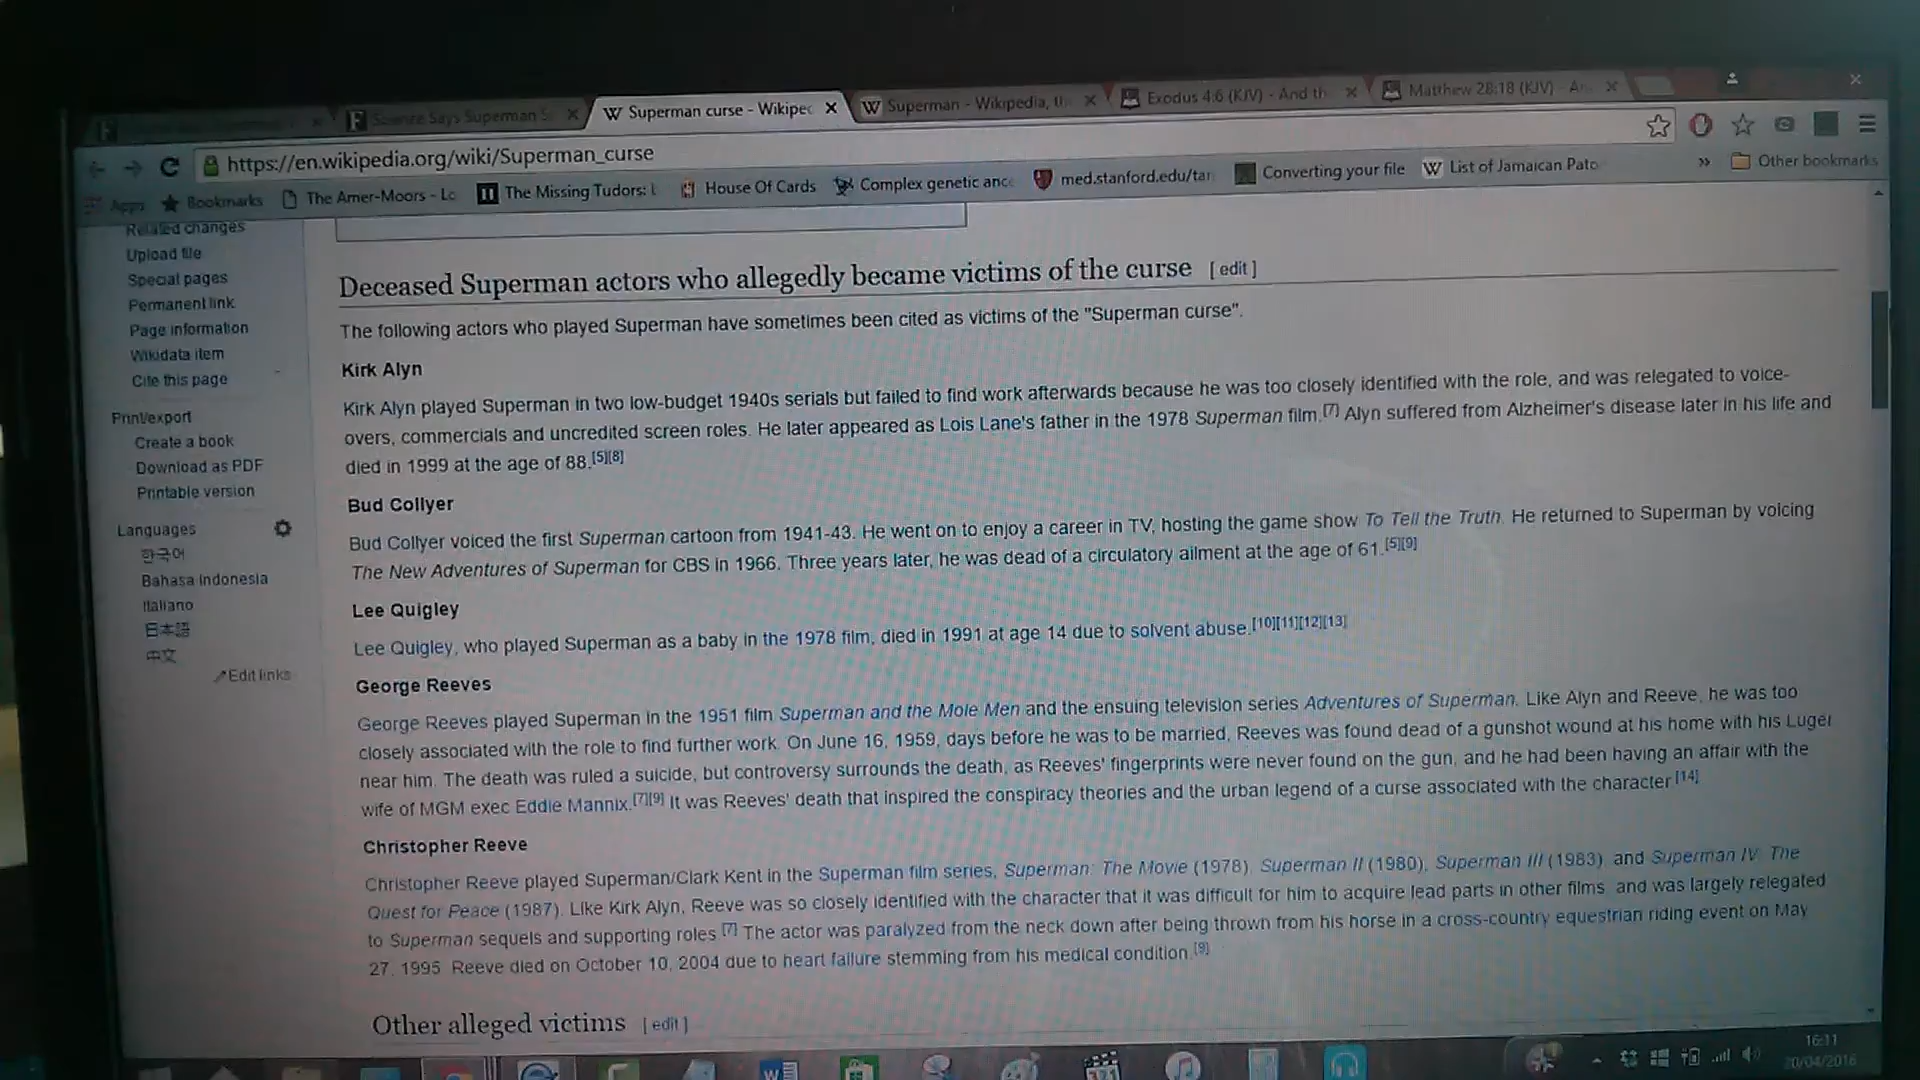 Science Says Superman S
Superman curse - Wikipec
Superman - Wikipedia, th
Exodus 4:6 (KJV) - And th
Matthew 28:18 (KJV) - An
https://en.wikipedia.org/wiki/Superman_curse
Apps Bookmarks The Amer-Moors - Lo The Missing Tudors: L House Of Cards Complex genetic ance med.stanford.edu/tar Converting your file List of Jamaican Pato » Other bookmarks
Related changes
Upload file
Special pages
Permanent link
Page information
Wikidata item
Cite this page
Print/export
Create a book
Download as PDF
Printable version
Languages
한국어
Bahasa Indonesia
Italiano
日本語
中文
Edit links
Deceased Superman actors who allegedly became victims of the curse [ edit ]
The following actors who played Superman have sometimes been cited as victims of the "Superman curse".
Kirk Alyn
Kirk Alyn played Superman in two low-budget 1940s serials but failed to find work afterwards because he was too closely identified with the role, and was relegated to voice-
overs, commercials and uncredited screen roles. He later appeared as Lois Lane's father in the 1978 Superman film.[7] Alyn suffered from Alzheimer's disease later in his life and
died in 1999 at the age of 88.[5][8]
Bud Collyer
Bud Collyer voiced the first Superman cartoon from 1941-43. He went on to enjoy a career in TV, hosting the game show To Tell the Truth. He returned to Superman by voicing
The New Adventures of Superman for CBS in 1966. Three years later, he was dead of a circulatory ailment at the age of 61.[5][9]
Lee Quigley
Lee Quigley, who played Superman as a baby in the 1978 film, died in 1991 at age 14 due to solvent abuse.[10][11][12][13]
George Reeves
George Reeves played Superman in the 1951 film Superman and the Mole Men and the ensuing television series Adventures of Superman. Like Alyn and Reeve, he was too
closely associated with the role to find further work. On June 16, 1959, days before he was to be married, Reeves was found dead of a gunshot wound at his home with his Luger
near him. The death was ruled a suicide, but controversy surrounds the death, as Reeves' fingerprints were never found on the gun, and he had been having an affair with the
wife of MGM exec Eddie Mannix.[7][9] It was Reeves' death that inspired the conspiracy theories and the urban legend of a curse associated with the character.[14]
Christopher Reeve
Christopher Reeve played Superman/Clark Kent in the Superman film series, Superman: The Movie (1978), Superman II (1980), Superman III (1983), and Superman IV: The
Quest for Peace (1987). Like Kirk Alyn, Reeve was so closely identified with the character that it was difficult for him to acquire lead parts in other films, and was largely relegated
to Superman sequels and supporting roles.[7] The actor was paralyzed from the neck down after being thrown from his horse in a cross-country equestrian riding event on May
27, 1995. Reeve died on October 10, 2004 due to heart failure stemming from his medical condition.[9]
Other alleged victims [ edit ]
16:11
20/04/2016